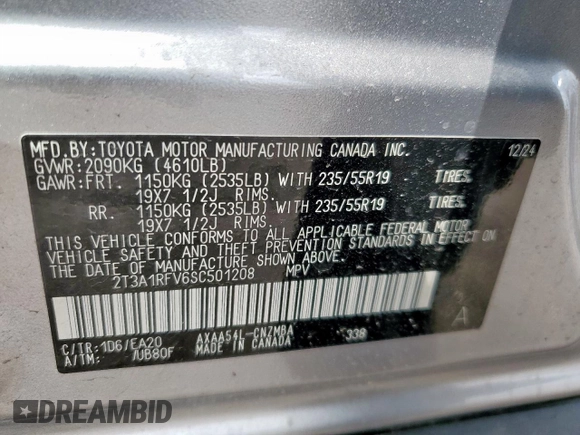 MFD. BY: TOYOTA MOTOR MANUFACTURING CANADA INC. 12/24
GVWR: 2090KG (4610LB)
GAWR: FRT. 1150KG (2535LB) WITH 235/55R19 TIRES
19X7 1/2J RIMS.
RR. 1150KG (2535LB) WITH 235/55R19 TIRES
19X7 1/2J RIMS.
THIS VEHICLE CONFORMS TO ALL APPLICABLE FEDERAL MOTOR
VEHICLE SAFETY AND THEFT PREVENTION STANDARDS IN EFFECT ON
THE DATE OF MANUFACTURE SHOWN ABOVE.
2T3A1RFV6SC501208 MPV
C/TR: 1D6/EA20 AXAA54L-CNZMBA 338
A/TM: /UB80F MADE IN CANADA
A
DREAMBID